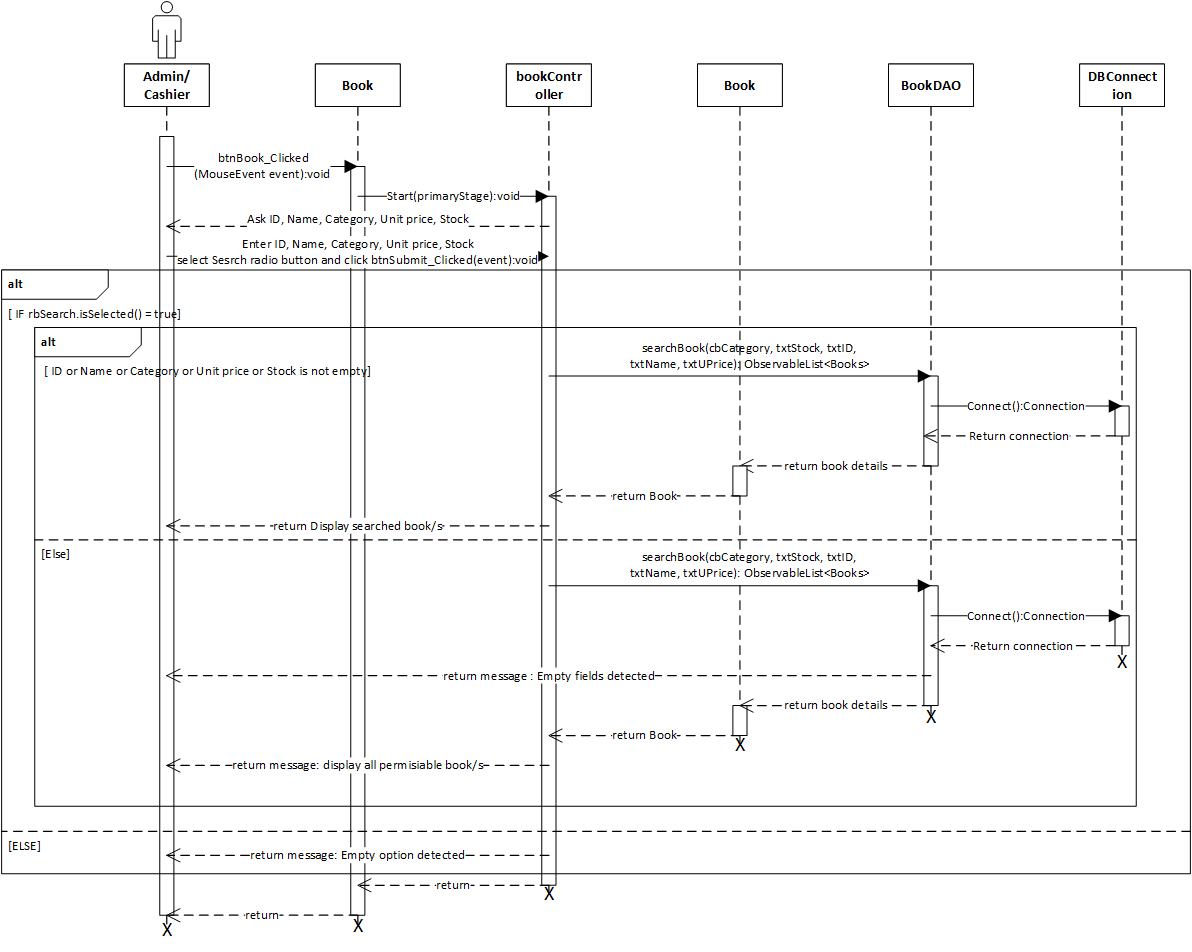 Admin/
Cashier
Book
bookContr
oller
Book
BookDAO
DBConnect
ion
btnBook_Clicked
(MouseEvent event):void
Start(primaryStage):void
Ask ID, Name, Category, Unit price, Stock
Enter ID, Name, Category, Unit price, Stock
select Sesrch radio button and click btnSubmit_Clicked(event):void
alt
[ IF rbSearch.isSelected() = true]
alt
[ ID or Name or Category or Unit price or Stock is not empty]
searchBook(cbCategory, txtStock, txtID,
txtName, txtUPrice): ObservableList<Books>
Connect():Connection
Return connection
return book details
return Book
return Display searched book/s
[Else]
searchBook(cbCategory, txtStock, txtID,
txtName, txtUPrice): ObservableList<Books>
Connect():Connection
Return connection
X
return message : Empty fields detected
return book details
X
return Book
X
return message: display all permisiable book/s
[ELSE]
return message: Empty option detected
return
X
return
X
X